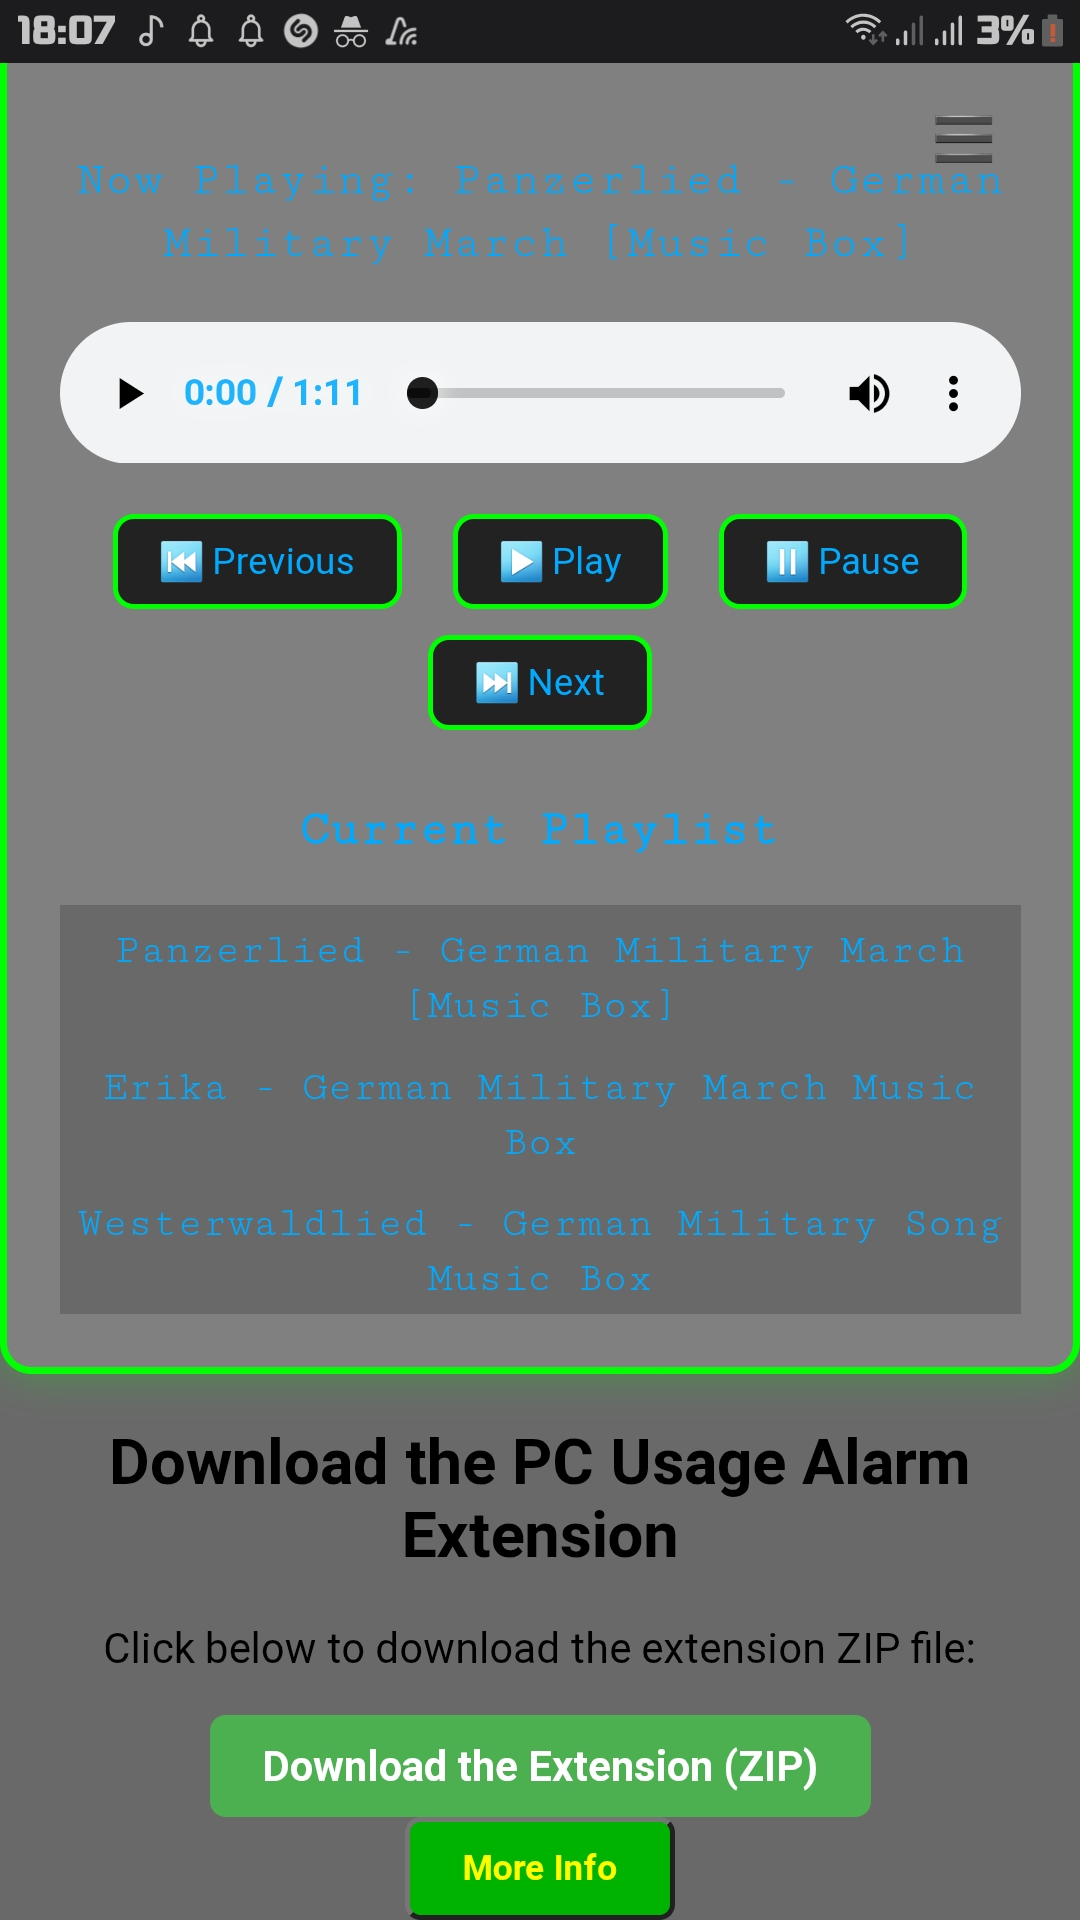 18:07
3%
Now Playing: Panzerlied - German
Military March [Music Box]
0:00 / 1:11
Previous
Play
Pause
Next
Current Playlist
Panzerlied - German Military March
[Music Box]
Erika - German Military March Music
Box
Westerwaldlied - German Military Song
Music Box
Download the PC Usage Alarm
Extension
Click below to download the extension ZIP file:
Download the Extension (ZIP)
More Info